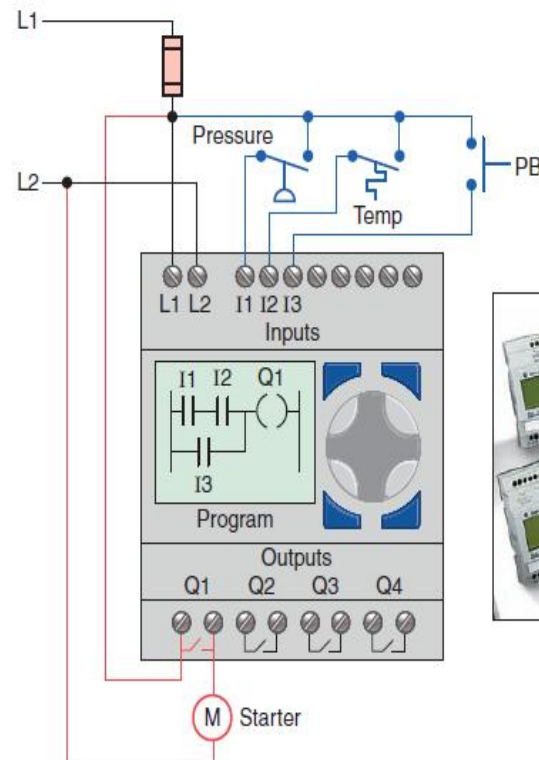 L1
Pressure
L2
PB
Temp
L1 L2 I1 I2 I3
Inputs
I1 I2 Q1
I3
Program
Outputs
Q1 Q2 Q3 Q4
M Starter